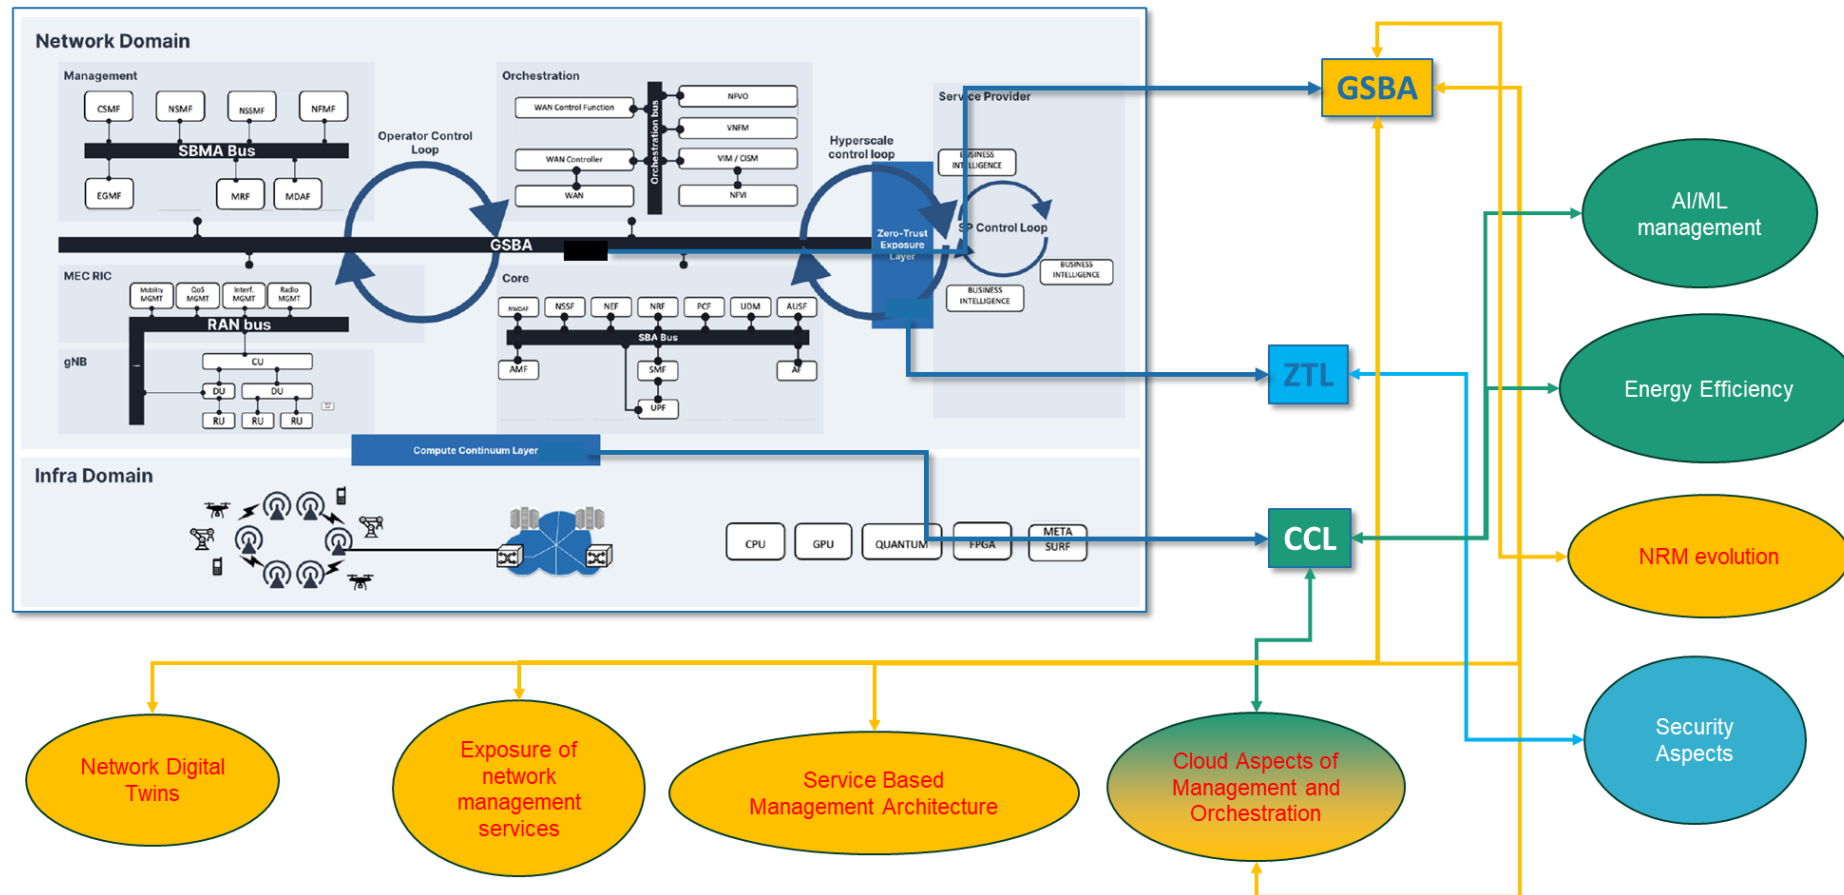 Network Domain
Management
CSMF
NSMF
NSSMF
NFMF
SBMA Bus
EGMF
MRF
MDAF
Operator Control
Loop
Orchestration
WAN Control Function
WAN Controller
WAN
Orchestration bus
NFVO
VNFM
VIM / CISM
NFVI
Hyperscale
control loop
Service Provider
BUSINESS
INTELLIGENCE
SP Control Loop
BUSINESS
INTELLIGENCE
BUSINESS
INTELLIGENCE
Zero-Trust
Exposure
Layer
GSBA
MEC RIC
Mobility
MGMT
QoS
MGMT
Interf.
MGMT
Radio
MGMT
RAN bus
gNB
CU
DU
DU
RU
RU
RU
Core
NWDAF
NSSF
NEF
NRF
PCF
UDM
AUSF
SBA Bus
AMF
SMF
AF
UPF
Compute Continuum Layer
Infra Domain
CPU
GPU
QUANTUM
FPGA
META
SURF
GSBA
ZTL
CCL
AI/ML
management
Energy Efficiency
NRM evolution
Security
Aspects
Network Digital
Twins
Exposure of
network
management
services
Service Based
Management Architecture
Cloud Aspects of
Management and
Orchestration